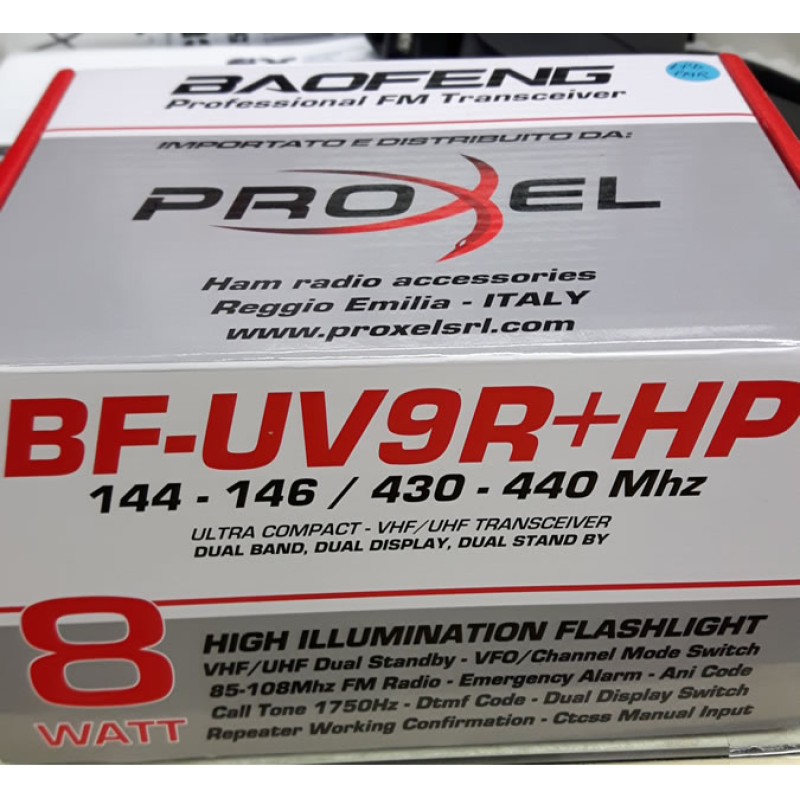 BAOFENG
Professional FM Transceiver
LPD
PMR
IMPORTATO E DISTRIBUITO DA:
PROXEL
Ham radio accessories
Reggio Emilia - ITALY
www.proxelsrl.com
BF-UV9R+HP
144 - 146 / 430 - 440 Mhz
ULTRA COMPACT - VHF/UHF TRANSCEIVER
DUAL BAND, DUAL DISPLAY, DUAL STAND BY
8
WATT
HIGH ILLUMINATION FLASHLIGHT
VHF/UHF Dual Standby - VFO/Channel Mode Switch
85-108Mhz FM Radio - Emergency Alarm - Ani Code
Call Tone 1750Hz - Dtmf Code - Dual Display Switch
Repeater Working Confirmation - Ctcss Manual Input